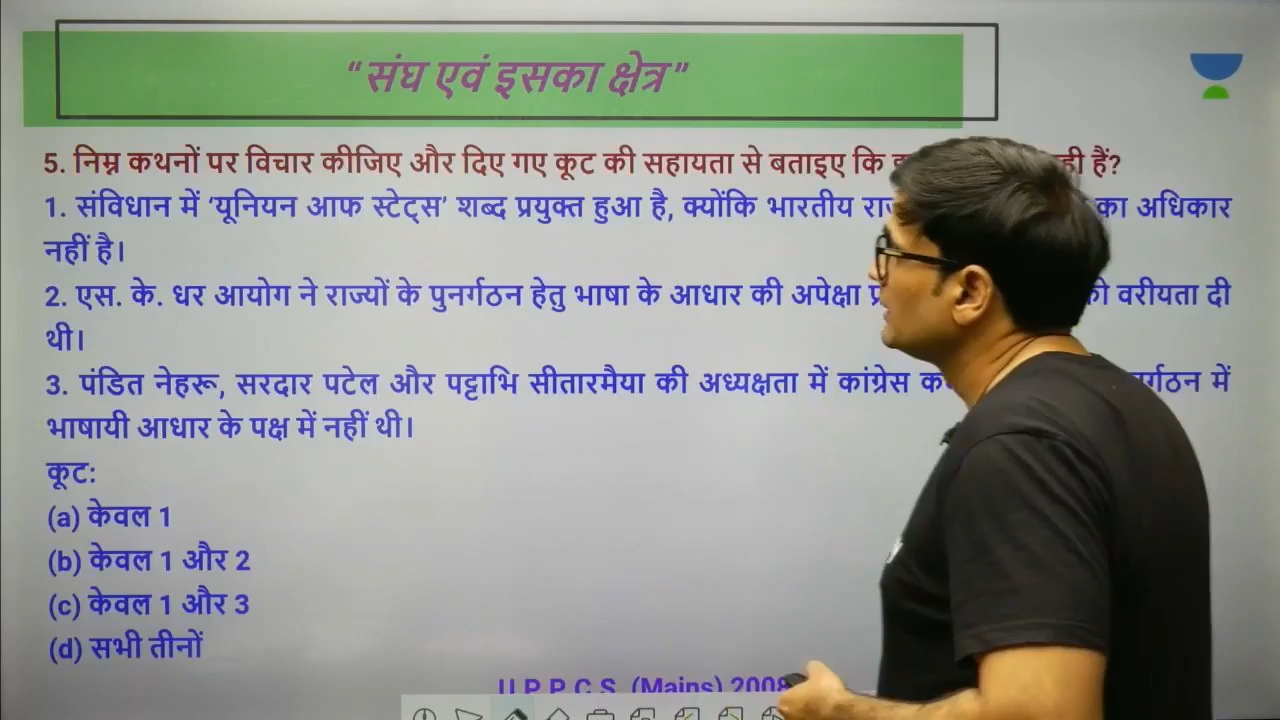 “संघ एवं इसका क्षेत्र”
5. निम्न कथनों पर विचार कीजिए और दिए गए कूट की सहायता से बताइए कि हैं?
1. संविधान में ‘यूनियन आफ स्टेट्स’ शब्द प्रयुक्त हुआ है, क्योंकि भारतीय का अधिकार
नहीं है।
2. एस. के. धर आयोग ने राज्यों के पुनर्गठन हेतु भाषा के आधार की अपेक्षा वरीयता दी
थी।
3. पंडित नेहरू, सरदार पटेल और पट्टाभि सीतारमैया की अध्यक्षता में कांग्रेस में
भाषायी आधार के पक्ष में नहीं थी।
कूट:
(a) केवल 1
(b) केवल 1 और 2
(c) केवल 1 और 3
(d) सभी तीनों
U.P.P.C.S. (Mains) 2008